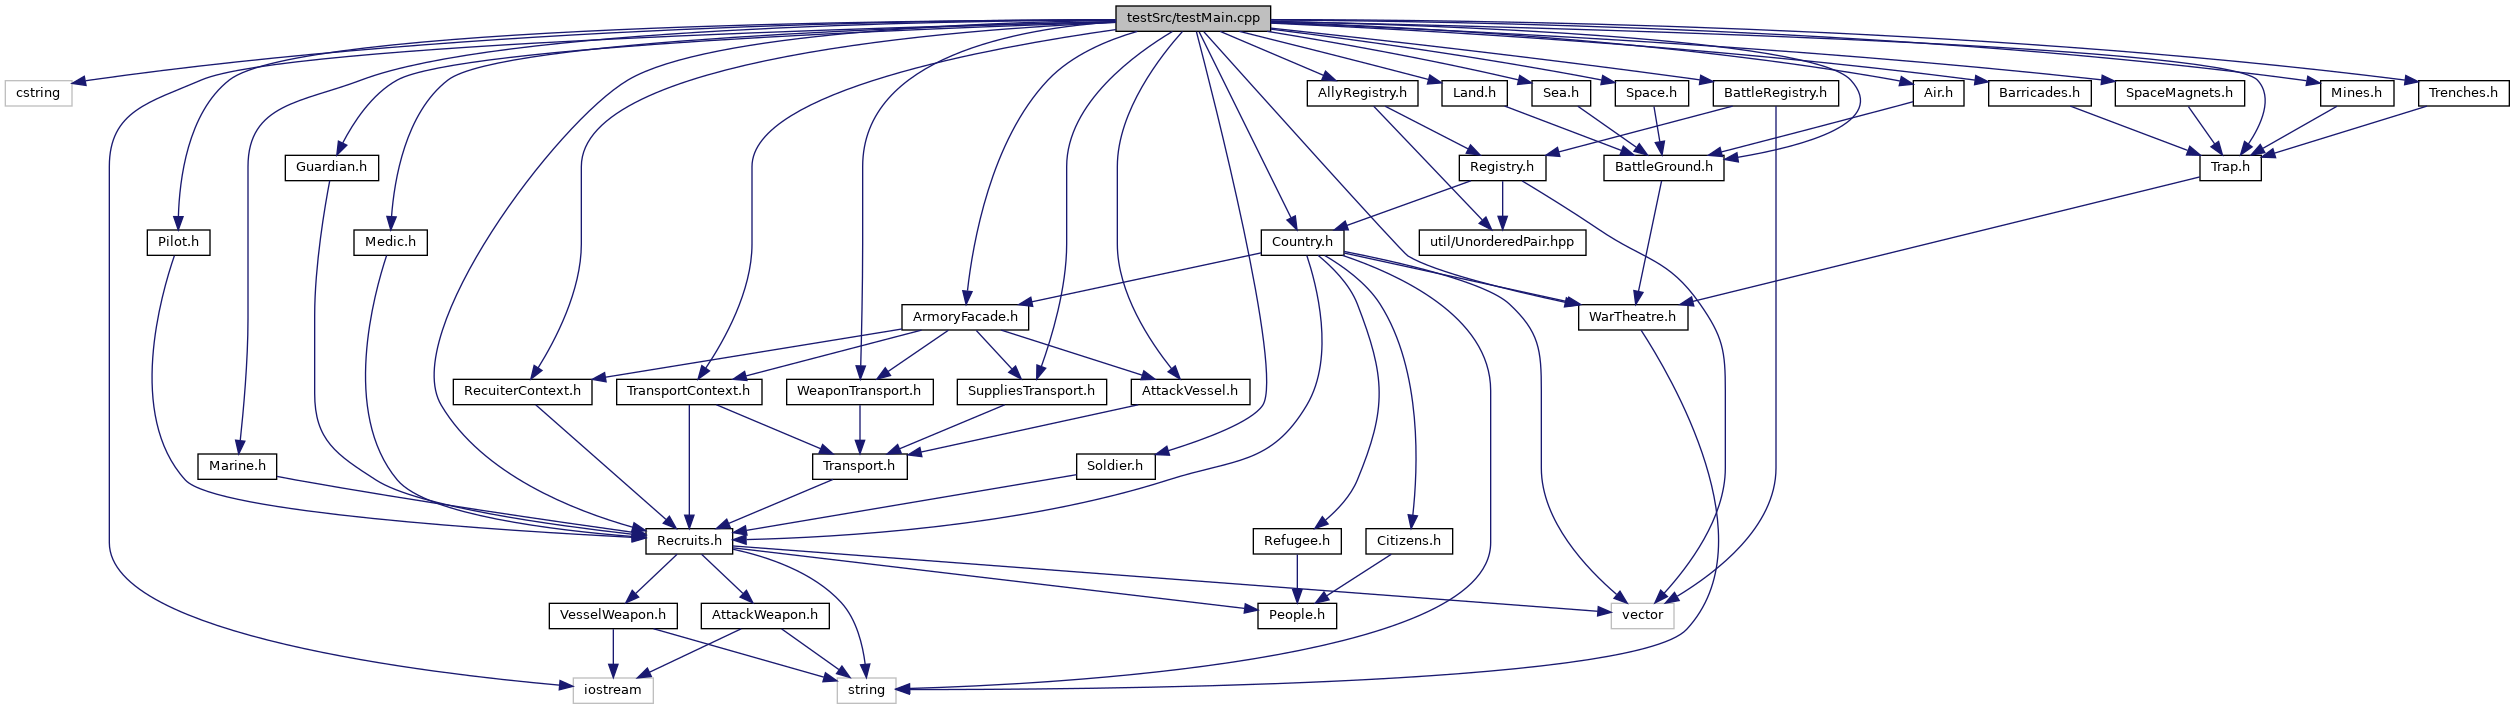 testSrc/testMain.cpp
cstring
AllyRegistry.h
Land.h
Sea.h
Space.h
BattleRegistry.h
Air.h
Barricades.h
SpaceMagnets.h
Mines.h
Trenches.h
Guardian.h
Registry.h
BattleGround.h
Trap.h
Pilot.h
Medic.h
Country.h
util/UnorderedPair.hpp
ArmoryFacade.h
WarTheatre.h
RecuiterContext.h
TransportContext.h
WeaponTransport.h
SuppliesTransport.h
AttackVessel.h
Marine.h
Transport.h
Soldier.h
Recruits.h
Refugee.h
Citizens.h
VesselWeapon.h
AttackWeapon.h
People.h
vector
iostream
string